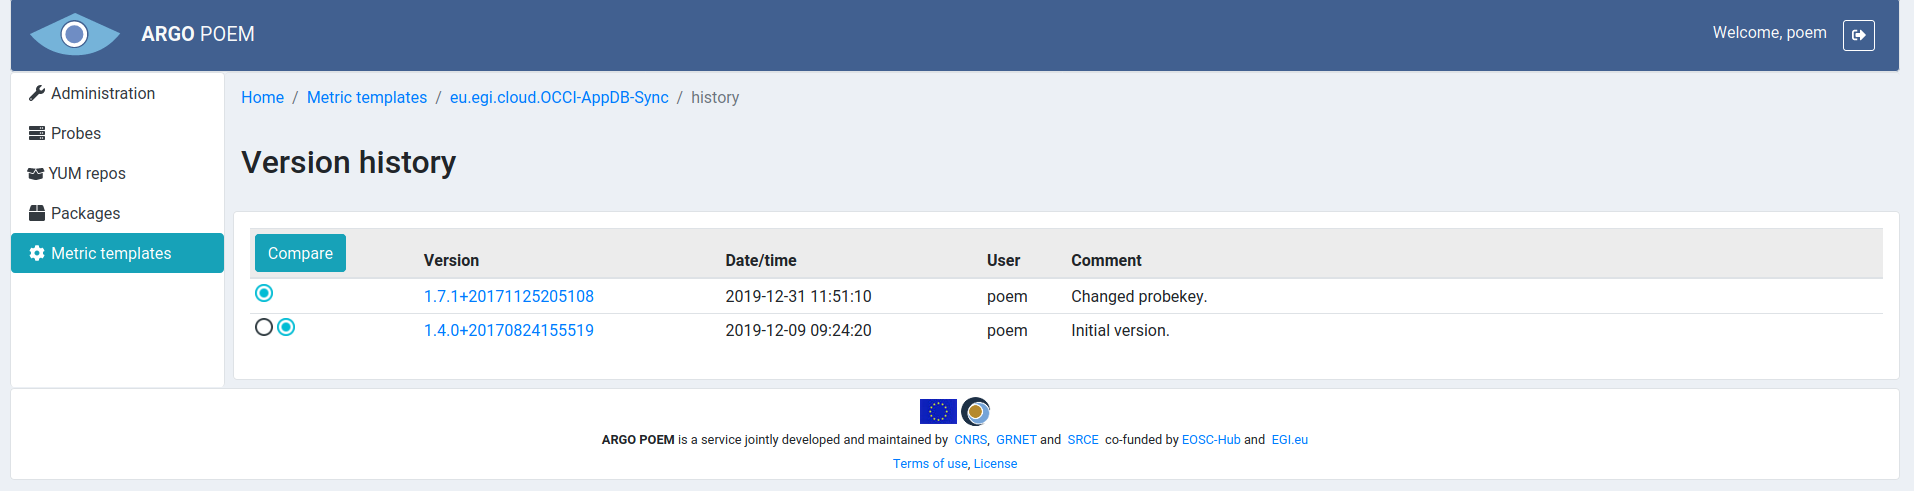 ARGO POEM
Welcome, poem
Administration
Probes
YUM repos
Packages
Metric templates
Home / Metric templates / eu.egi.cloud.OCCI-AppDB-Sync / history
Version history
Compare Version Date/time User Comment
1.7.1+20171125205108 2019-12-31 11:51:10 poem Changed probekey.
1.4.0+20170824155519 2019-12-09 09:24:20 poem Initial version.
ARGO POEM is a service jointly developed and maintained by CNRS, GRNET and SRCE co-funded by EOSC-Hub and EGI.eu
Terms of use, License